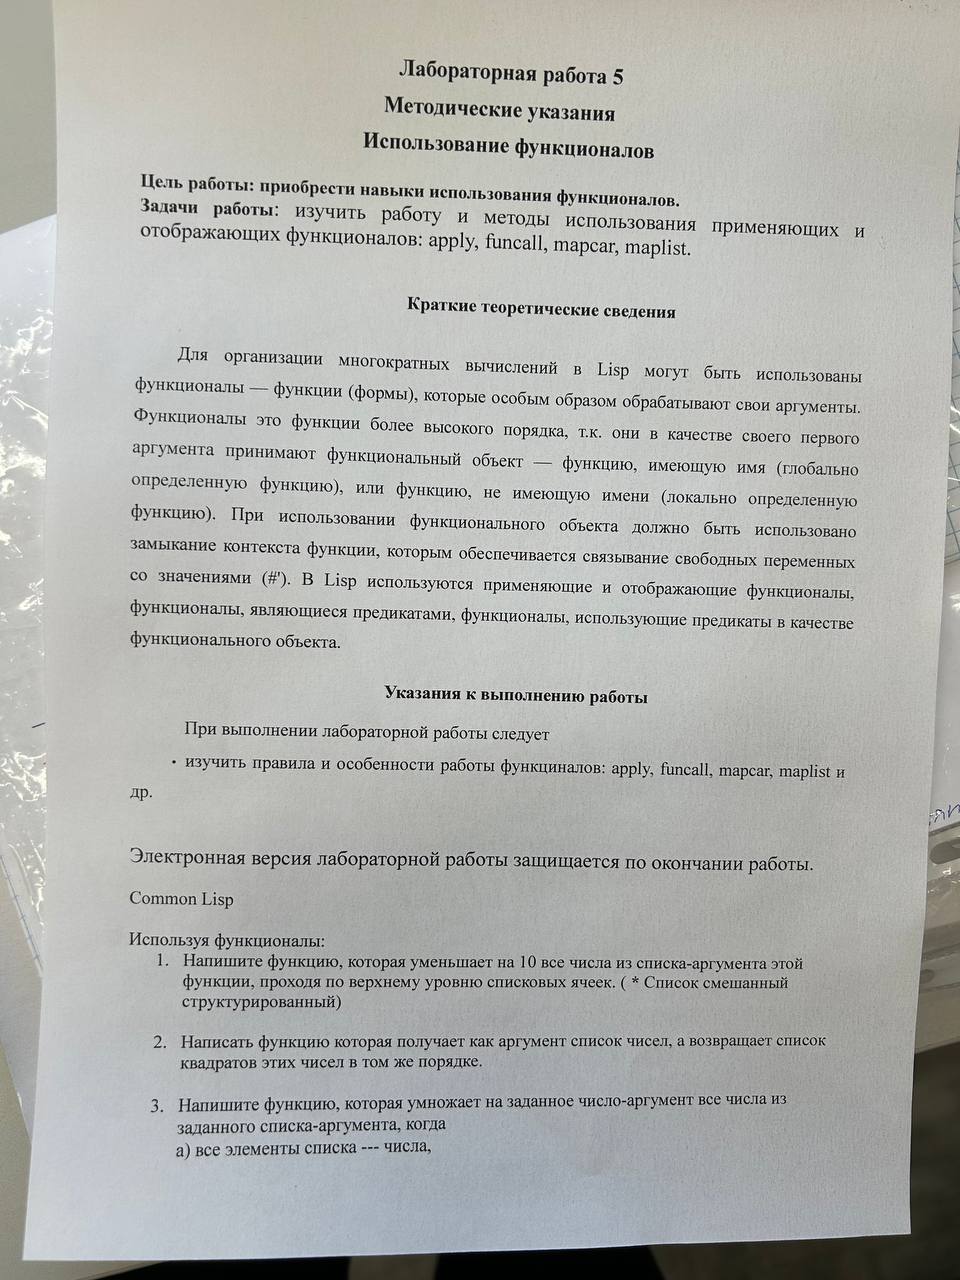 Лабораторная работа 5
Методические указания
Использование функционалов
Цель работы: приобрести навыки использования функционалов.
Задачи работы: изучить работу и методы использования применяющих и
отображающих функционалов: apply, funcall, mapcar, maplist.
Краткие теоретические сведения
Для организации многократных вычислений в Lisp могут быть использованы
функционалы — функции (формы), которые особым образом обрабатывают свои аргументы.
Функционалы это функции более высокого порядка, т.к. они в качестве своего первого
аргумента принимают функциональный объект — функцию, имеющую имя (глобально
определенную функцию), или функцию, не имеющую имени (локально определенную
функцию). При использовании функционального объекта должно быть использовано
замыкание контекста функции, которым обеспечивается связывание свободных переменных
со значениями (#'). В Lisp используются применяющие и отображающие функционалы,
функционалы, являющиеся предикатами, функционалы, использующие предикаты в качестве
функционального объекта.
Указания к выполнению работы
При выполнении лабораторной работы следует
· изучить правила и особенности работы функциналов: apply, funcall, mapcar, maplist и
др.
Электронная версия лабораторной работы защищается по окончании работы.
Common Lisp
Используя функционалы:
1. Напишите функцию, которая уменьшает на 10 все числа из списка-аргумента этой
функции, проходя по верхнему уровню списковых ячеек. ( * Список смешанный
структурированный)
2. Написать функцию которая получает как аргумент список чисел, а возвращает список
квадратов этих чисел в том же порядке.
3. Напишите функцию, которая умножает на заданное число-аргумент все числа из
заданного списка-аргумента, когда
а) все элементы списка --- числа,